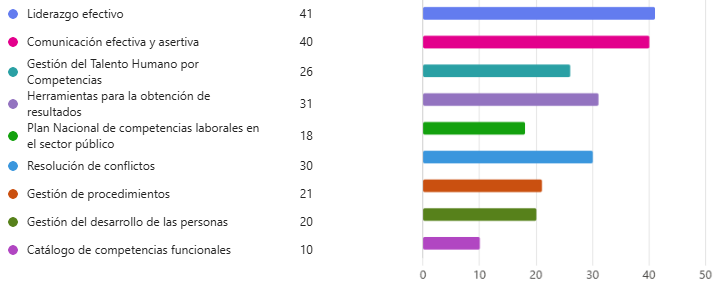 Liderazgo efectivo 41
Comunicación efectiva y asertiva 40
Gestión del Talento Humano por
Competencias 26
Herramientas para la obtención de
resultados 31
Plan Nacional de competencias laborales en
el sector público 18
Resolución de conflictos 30
Gestión de procedimientos 21
Gestión del desarrollo de las personas 20
Catálogo de competencias funcionales 10
0 10 20 30 40 50